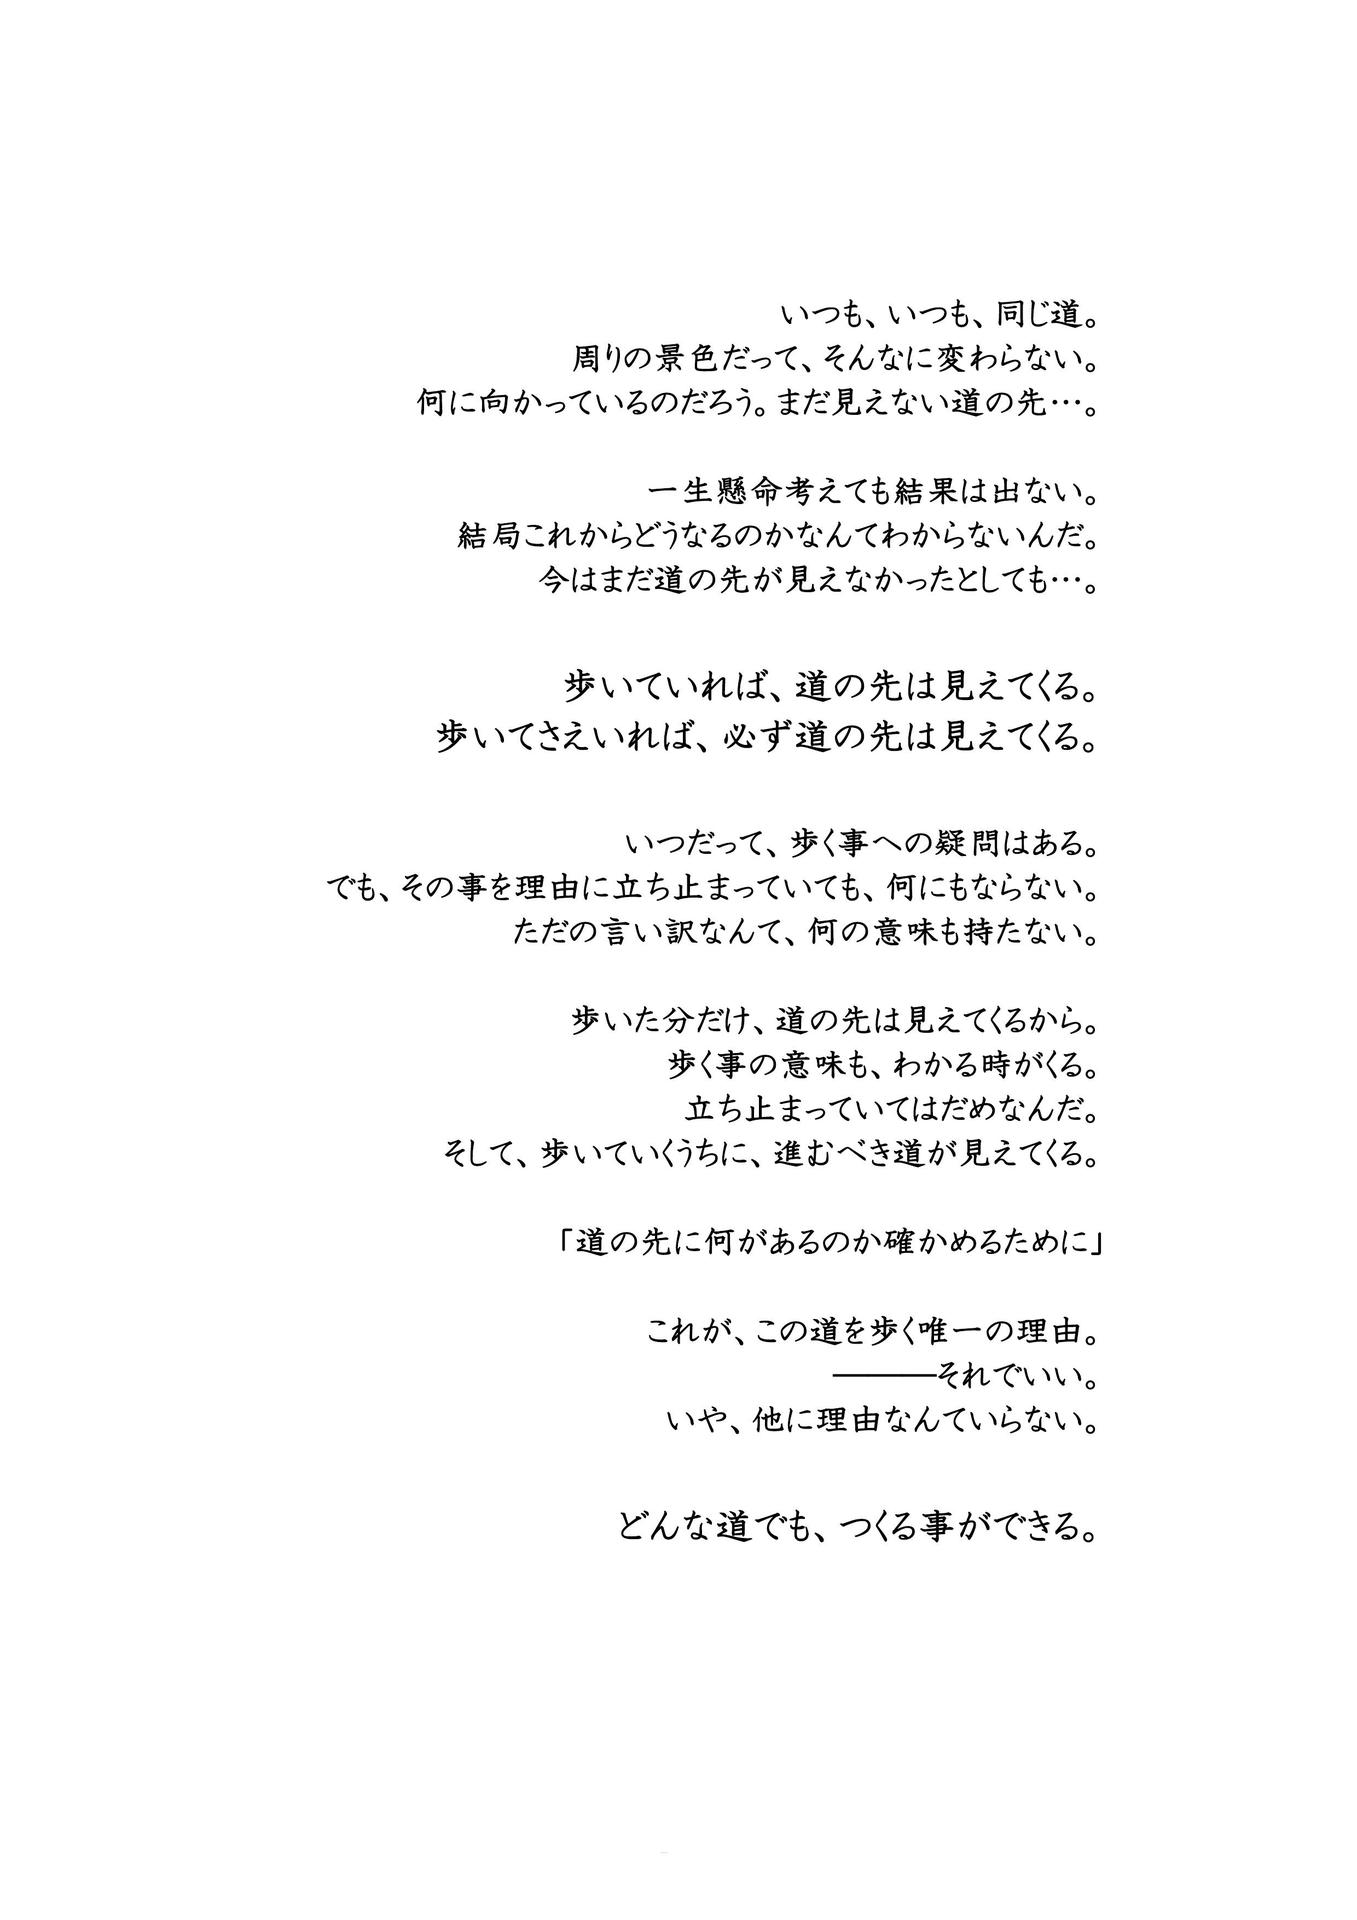 いつも、いつも、同じ道。
周りの景色だって、そんなに変わらない。
何に向かっているのだろう。まだ見えない道の先…。
一生懸命考えても結果は出ない。
結局これからどうなるのかなんてわからないんだ。
今はまだ道の先が見えなかったとしても…。
歩いていれば、道の先は見えてくる。
歩いてさえいれば、必ず道の先は見えてくる。
いつだって、歩く事への疑問はある。
でも、その事を理由に立ち止まっていても、何にもならない。
ただの言い訳なんて、何の意味も持たない。
歩いた分だけ、道の先は見えてくるから。
歩く事の意味も、わかる時がくる。
立ち止まっていてはだめなんだ。
そして、歩いていくうちに、進むべき道が見えてくる。
「道の先に何があるのか確かめるために」
これが、この道を歩く唯一の理由。
―――それでいい。
いや、他に理由なんていらない。
どんな道でも、つくる事ができる。